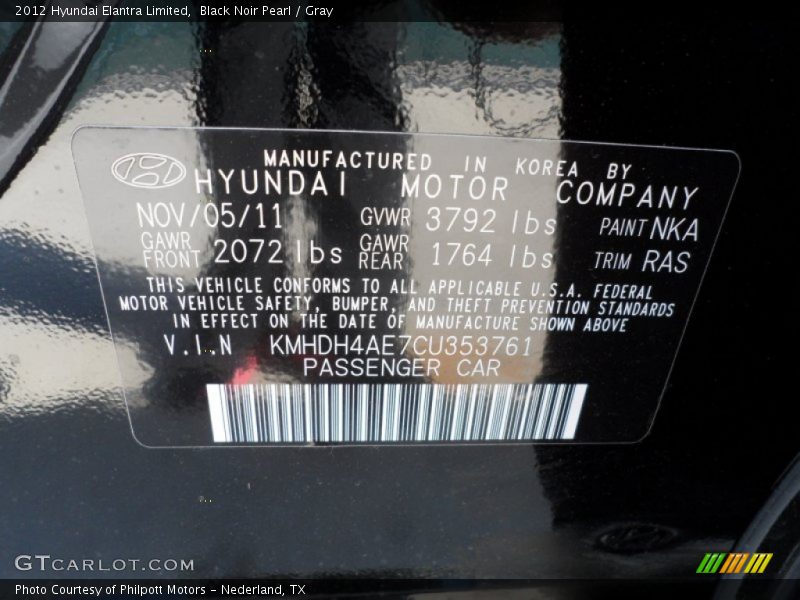 2012 Hyundai Elantra Limited, Black Noir Pearl / Gray
MANUFACTURED IN KOREA BY
HYUNDAI MOTOR COMPANY
NOV/05/11 GVWR 3792 lbs PAINT NKA
GAWR FRONT 2072 lbs GAWR REAR 1764 lbs TRIM RAS
THIS VEHICLE CONFORMS TO ALL APPLICABLE U.S.A. FEDERAL
MOTOR VEHICLE SAFETY, BUMPER, AND THEFT PREVENTION STANDARDS
IN EFFECT ON THE DATE OF MANUFACTURE SHOWN ABOVE
V.I.N KMHDH4AE7CU353761
PASSENGER CAR
GTCARLOT.COM
Photo Courtesy of Philpott Motors - Nederland, TX